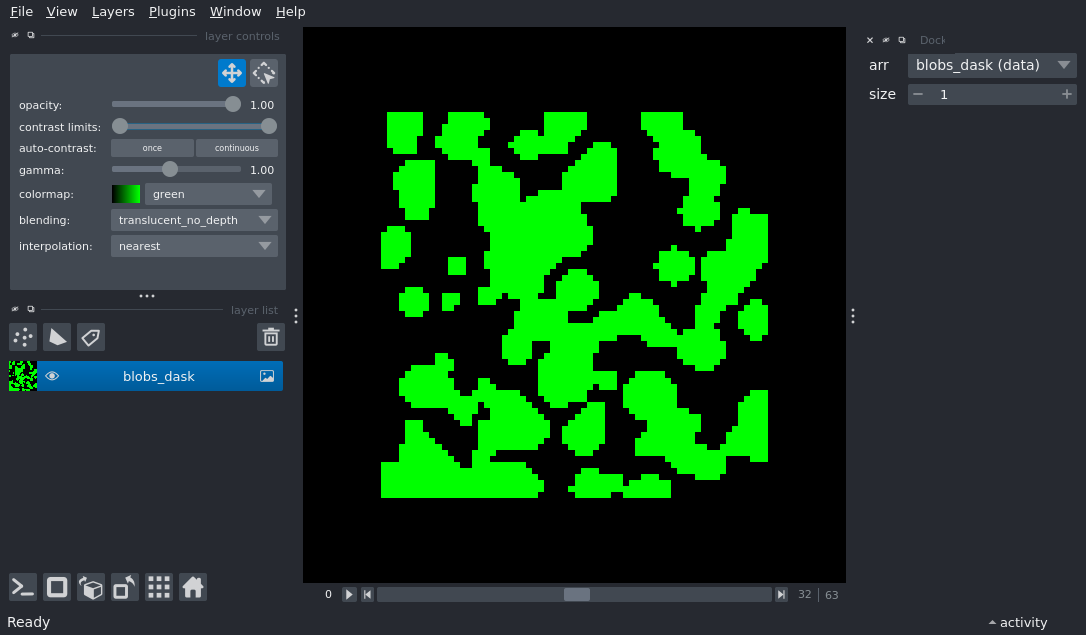 File View Layers Plugins Window Help
layer controls
opacity: 1.00
contrast limits:
auto-contrast: once continuous
gamma: 1.00
colormap: green
blending: translucent_no_depth
interpolation: nearest
layer list
blobs_dask
0 32 63
Ready
Dock
arr blobs_dask (data)
size 1
activity